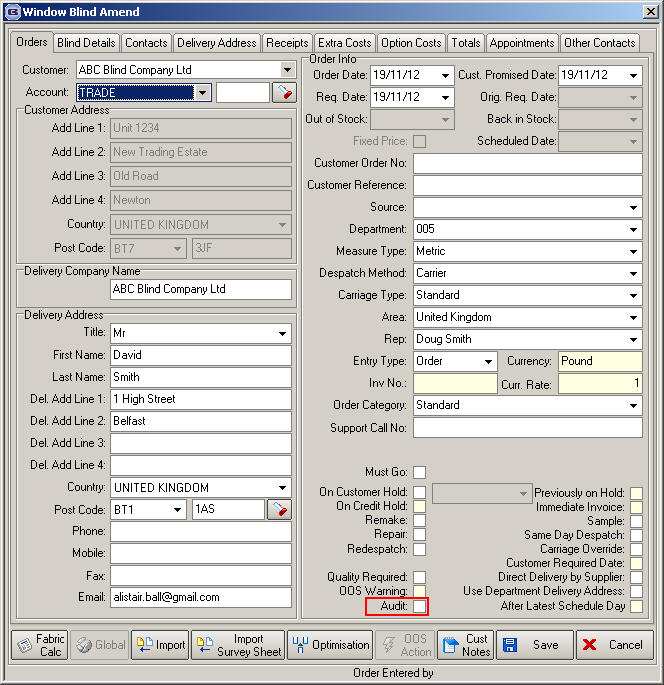 Window Blind Amend
Orders Blind Details Contacts Delivery Address Receipts Extra Costs Option Costs Totals Appointments Other Contacts
Customer: ABC Blind Company Ltd
Account: TRADE
Customer Address
Add Line 1: Unit 1234
Add Line 2: New Trading Estate
Add Line 3: Old Road
Add Line 4: Newton
Country: UNITED KINGDOM
Post Code: BT7 3JF
Delivery Company Name
ABC Blind Company Ltd
Delivery Address
Title: Mr
First Name: David
Last Name: Smith
Del. Add Line 1: 1 High Street
Del. Add Line 2: Belfast
Del. Add Line 3:
Del. Add Line 4:
Country: UNITED KINGDOM
Post Code: BT1 1AS
Phone:
Mobile:
Fax:
Email: alistair.ball@gmail.com
Order Info
Order Date: 19/11/12 Cust. Promised Date: 19/11/12
Req. Date: 19/11/12 Orig. Req. Date:
Out of Stock: Back in Stock:
Fixed Price: Scheduled Date:
Customer Order No:
Customer Reference:
Source:
Department: 005
Measure Type: Metric
Despatch Method: Carrier
Carriage Type: Standard
Area: United Kingdom
Rep: Doug Smith
Entry Type: Order Currency: Pound
Inv No.: Curr. Rate: 1
Order Category: Standard
Support Call No:
Must Go:
On Customer Hold: Previously on Hold:
On Credit Hold: Immediate Invoice:
Remake: Sample:
Repair: Same Day Despatch:
Redespatch: Carriage Override:
Customer Required Date:
Quality Required: Direct Delivery by Supplier:
OOS Warning: Use Department Delivery Address:
Audit: After Latest Schedule Day
Fabric Calc Global Import Import Survey Sheet Optimisation OOS Action Cust Notes Save Cancel
Order Entered by